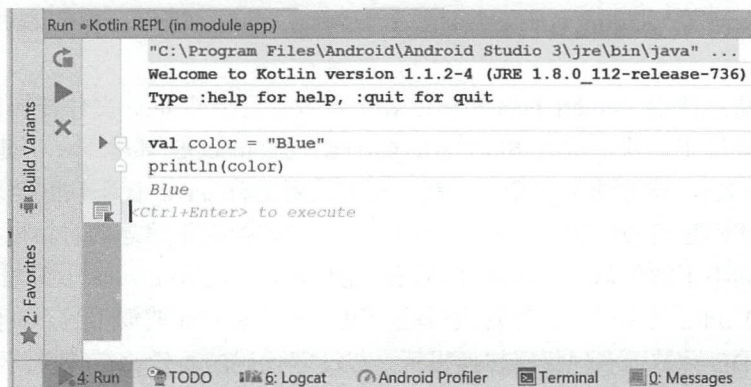 Run Kotlin REPL (in module app)
"C:\Program Files\Android\Android Studio 3\jre\bin\java" ...
Welcome to Kotlin version 1.1.2-4 (JRE 1.8.0_112-release-736)
Type :help for help, :quit for quit
val color = "Blue"
println(color)
Blue
<Ctrl+Enter> to execute
Build Variants
2: Favorites
4: Run TODO 6: Logcat Android Profiler Terminal 0: Messages